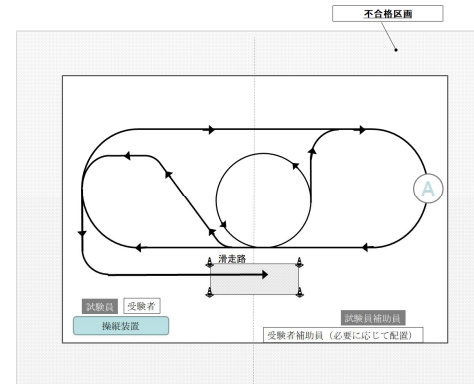 不合格区画
A
滑走路
試験員
受験者
操縦装置
試験員補助員
受験者補助員（必要に応じて配置）